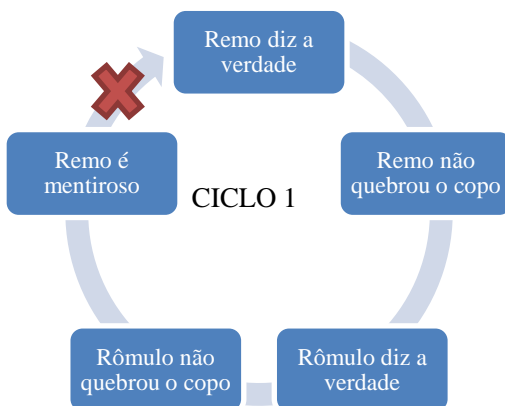 Remo diz a
verdade
Remo não
quebrou o copo
Rômulo diz a
verdade
Rômulo não
quebrou o copo
Remo é
mentiroso
CICLO 1